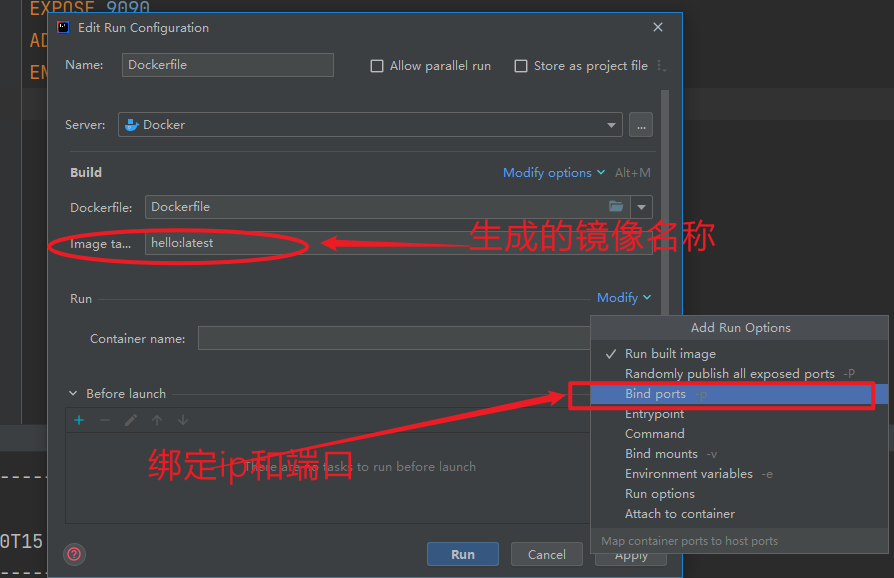 EXPOSE 9090
Edit Run Configuration
AD
EN
Name:
Dockerfile
Allow parallel run
Store as project file
Server:
Docker
...
Build
Modify options
Alt+M
Dockerfile:
Dockerfile
Image ta...
hello:latest
生成的镜像名称
Run
Modify
Container name:
Add Run Options
Run built image
Randomly publish all exposed ports -P
Bind ports -p
Entrypoint
Command
Bind mounts -v
Environment variables -e
Run options
Attach to container
Map container ports to host ports
Before launch
绑定ip和端口
There are no tasks to run before launch
0T15
?
Run
Cancel
Apply